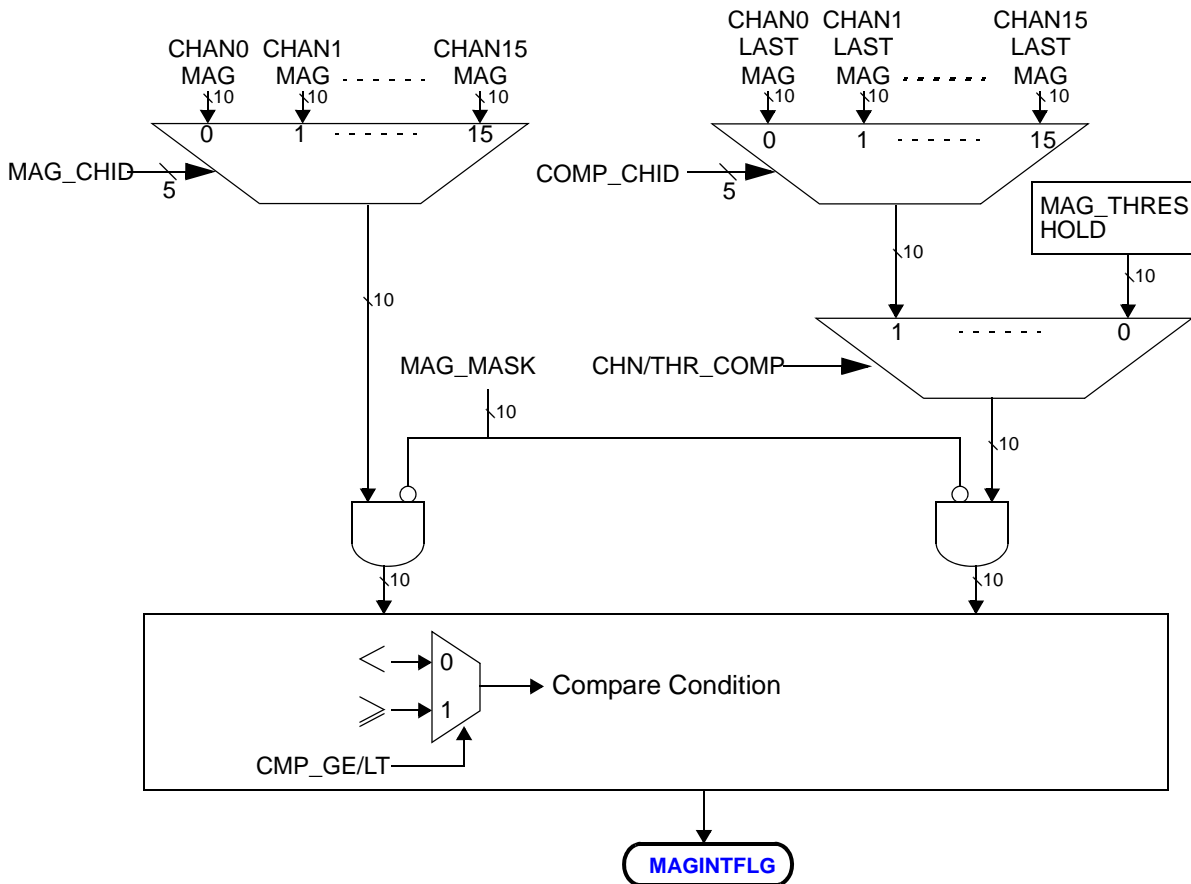 CHAN0 CHAN1 CHAN15
MAG MAG MAG
10 10 10
0 1 15
MAG_CHID
5
10
CHAN0 CHAN1 CHAN15
LAST LAST LAST
MAG MAG MAG
10 10 10
0 1 15
COMP_CHID
5
MAG_THRES
HOLD
10
10
1 0
MAG_MASK
10
CHN/THR_COMP
10
10
10
< 0
≥ 1
Compare Condition
CMP_GE/LT
MAGINTFLG